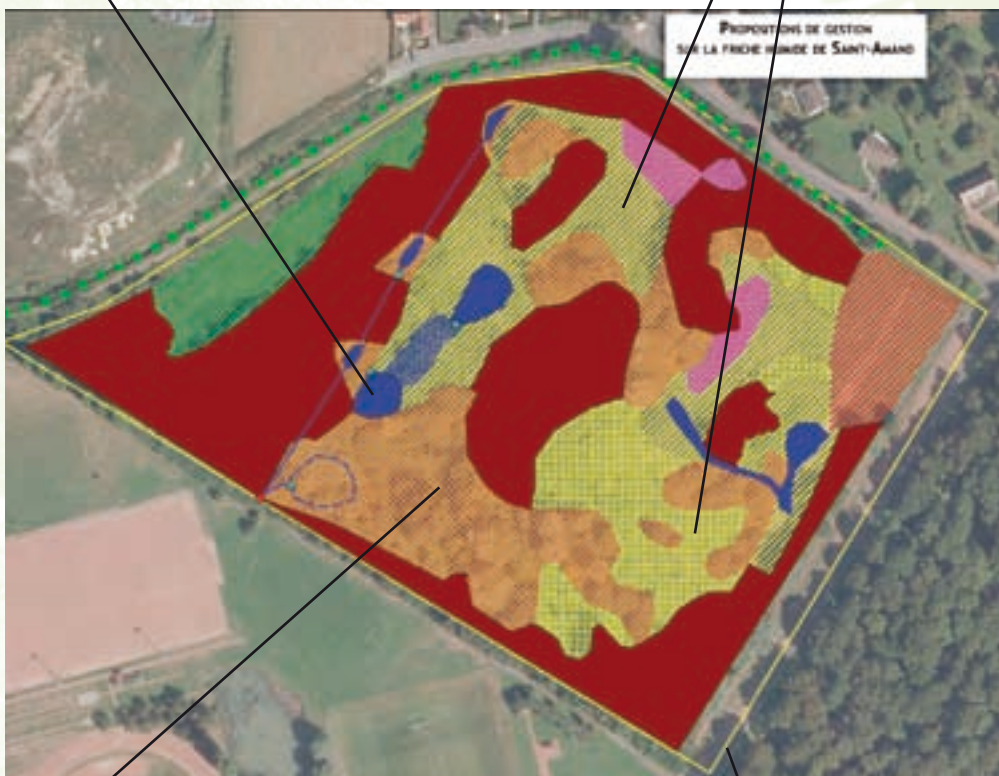 PROPOSITIONS DE GESTION
SUR LA FRICHE HUMIDE DE SAINT-AMAND